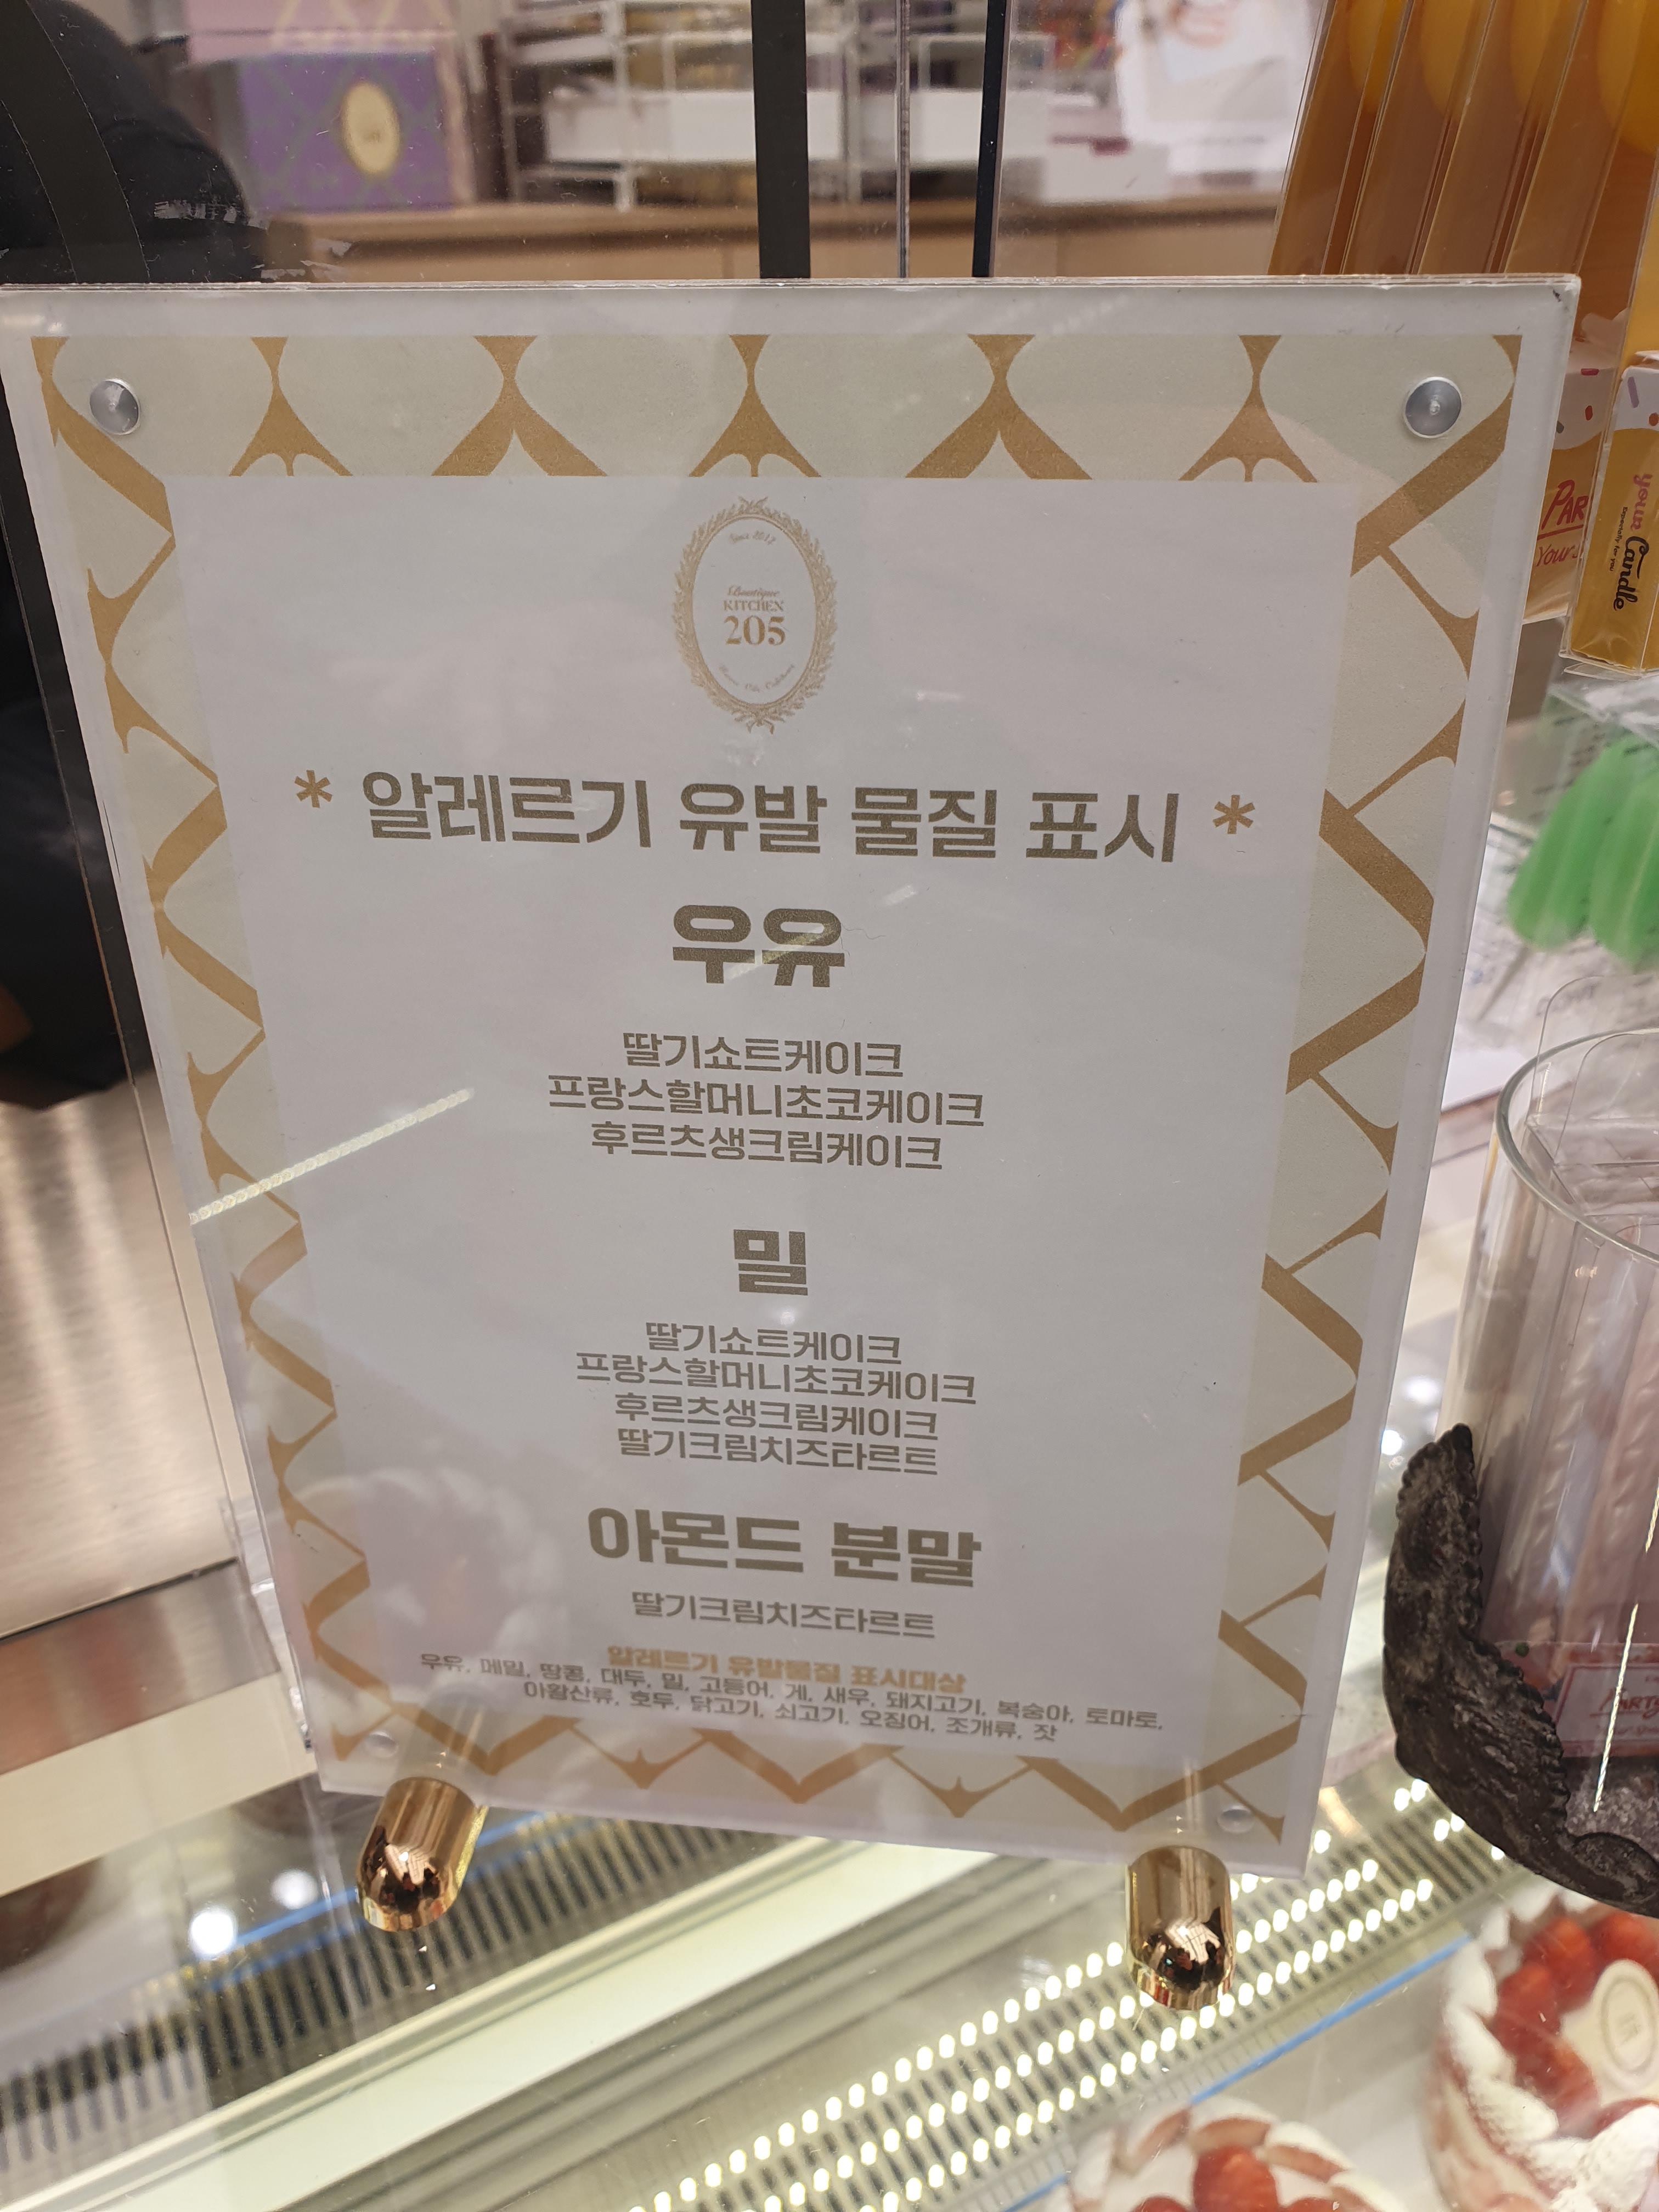 Since 2012
Boutique
KITCHEN
205
* 알레르기 유발 물질 표시 *
우유
딸기쇼트케이크
프랑스할머니초코케이크
후르츠생크림케이크
밀
딸기쇼트케이크
프랑스할머니초코케이크
후르츠생크림케이크
딸기크림치즈타르트
아몬드 분말
딸기크림치즈타르트
알레르기 유발물질 표시대상
우유, 메밀, 땅콩, 대두, 밀, 고등어, 게, 새우, 돼지고기, 복숭아, 토마토,
아황산류, 호두, 닭고기, 쇠고기, 오징어, 조개류, 잣
your Candle
especially for you